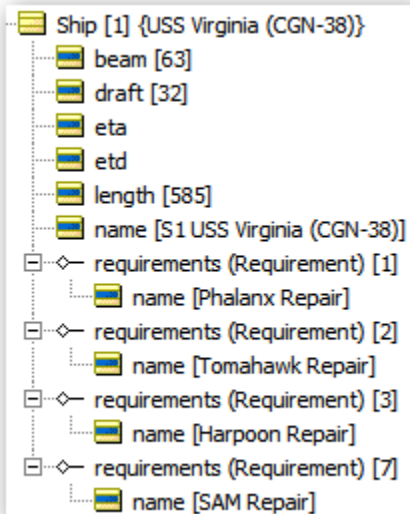 Ship [1] {USS Virginia (CGN-38)}
beam [63]
draft [32]
eta
etd
length [585]
name [S1 USS Virginia (CGN-38)]
requirements (Requirement) [1]
name [Phalanx Repair]
requirements (Requirement) [2]
name [Tomahawk Repair]
requirements (Requirement) [3]
name [Harpoon Repair]
requirements (Requirement) [7]
name [SAM Repair]